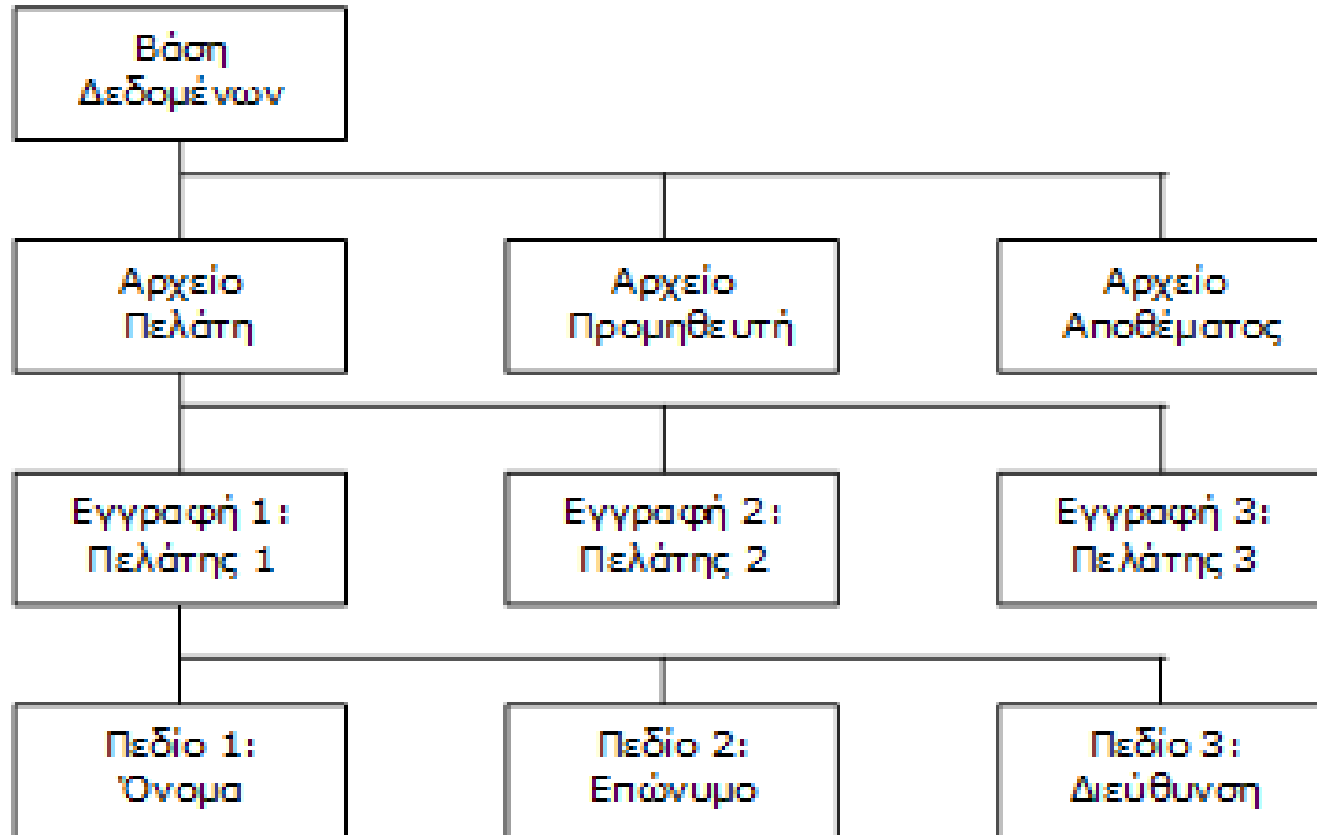 Βάση
Δεδομένων
Αρχείο
Πελάτη
Αρχείο
Προμηθευτή
Αρχείο
Αποθέματος
Εγγραφή 1:
Πελάτης 1
Εγγραφή 2:
Πελάτης 2
Εγγραφή 3:
Πελάτης 3
Πεδίο 1:
Όνομα
Πεδίο 2:
Επώνυμο
Πεδίο 3:
Διεύθυνση